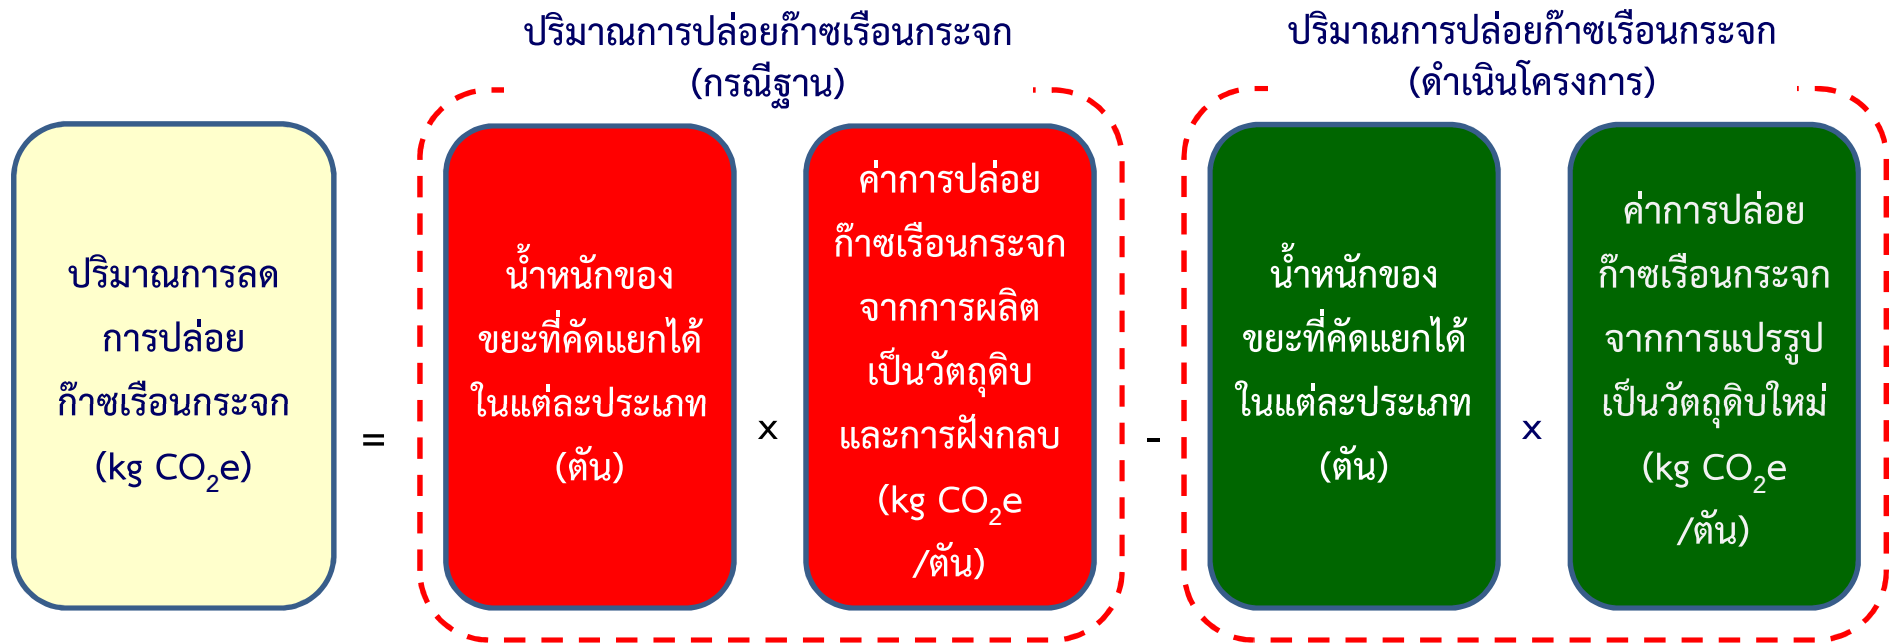 ปริมาณการลด
การปล่อย
ก๊าซเรือนกระจก
(kg CO₂e)
=
ปริมาณการปล่อยก๊าซเรือนกระจก
(กรณีฐาน)
น้ำหนักของ
ขยะที่คัดแยกได้
ในแต่ละประเภท
(ตัน)
x
ค่าการปล่อย
ก๊าซเรือนกระจก
จากการผลิต
เป็นวัตถุดิบ
และการฝังกลบ
(kg CO₂e
/ตัน)
-
ปริมาณการปล่อยก๊าซเรือนกระจก
(ดำเนินโครงการ)
น้ำหนักของ
ขยะที่คัดแยกได้
ในแต่ละประเภท
(ตัน)
x
ค่าการปล่อย
ก๊าซเรือนกระจก
จากการแปรรูป
เป็นวัตถุดิบใหม่
(kg CO₂e
/ตัน)